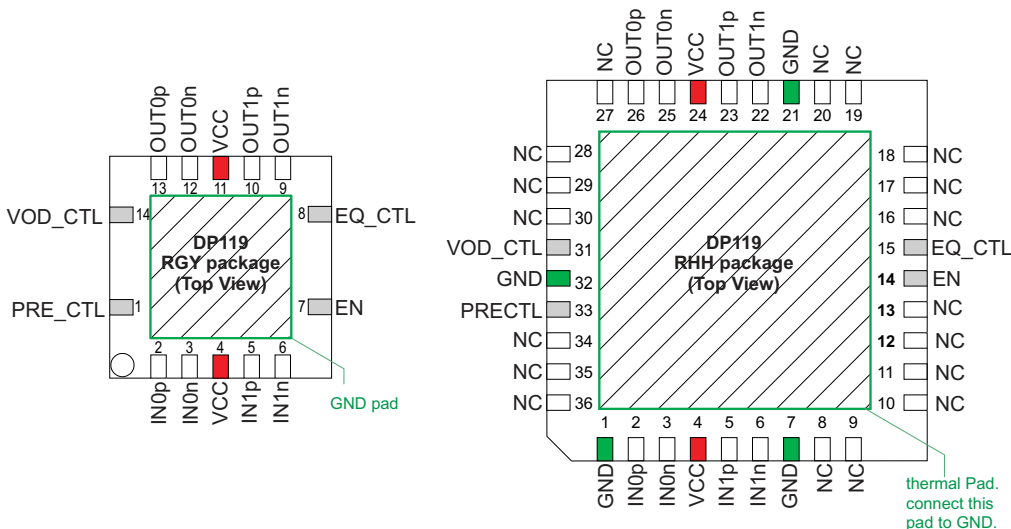 OUT0p
OUT0n
VCC
OUT1p
OUT1n
13
12
11
10
9
VOD_CTL
14
8
EQ_CTL
DP119
RGY package
(Top View)
PRE_CTL
1
7
EN
2
3
4
5
6
IN0p
IN0n
VCC
IN1p
IN1n
GND pad
NC
OUT0p
OUT0n
VCC
OUT1p
OUT1n
GND
NC
NC
27
26
25
24
23
22
21
20
19
NC
28
18
NC
NC
29
17
NC
NC
30
16
NC
VOD_CTL
31
15
EQ_CTL
DP119
RHH package
(Top View)
GND
32
14
EN
PRECTL
33
13
NC
NC
34
12
NC
NC
35
11
NC
NC
36
10
NC
1
2
3
4
5
6
7
8
9
GND
IN0p
IN0n
VCC
IN1p
IN1n
GND
NC
NC
thermal Pad.
connect this
pad to GND.